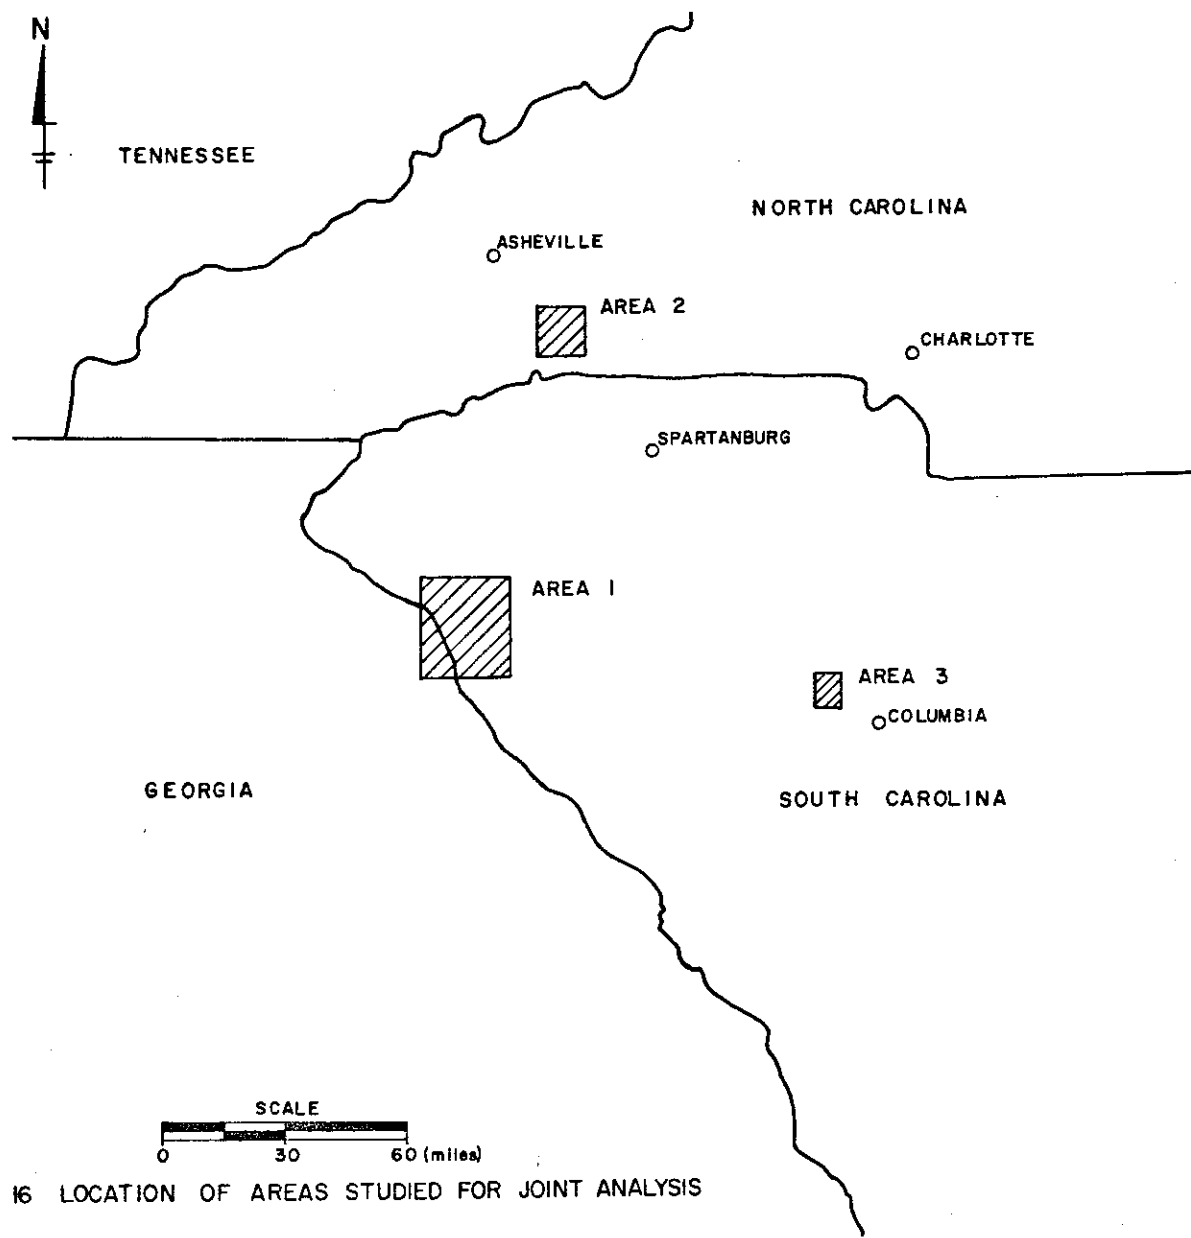 N
TENNESSEE
NORTH CAROLINA
ASHEVILLE
AREA 2
CHARLOTTE
SPARTANBURG
AREA 1
AREA 3
COLUMBIA
GEORGIA
SOUTH CAROLINA
SCALE
0 30 60 (miles)
16 LOCATION OF AREAS STUDIED FOR JOINT ANALYSIS